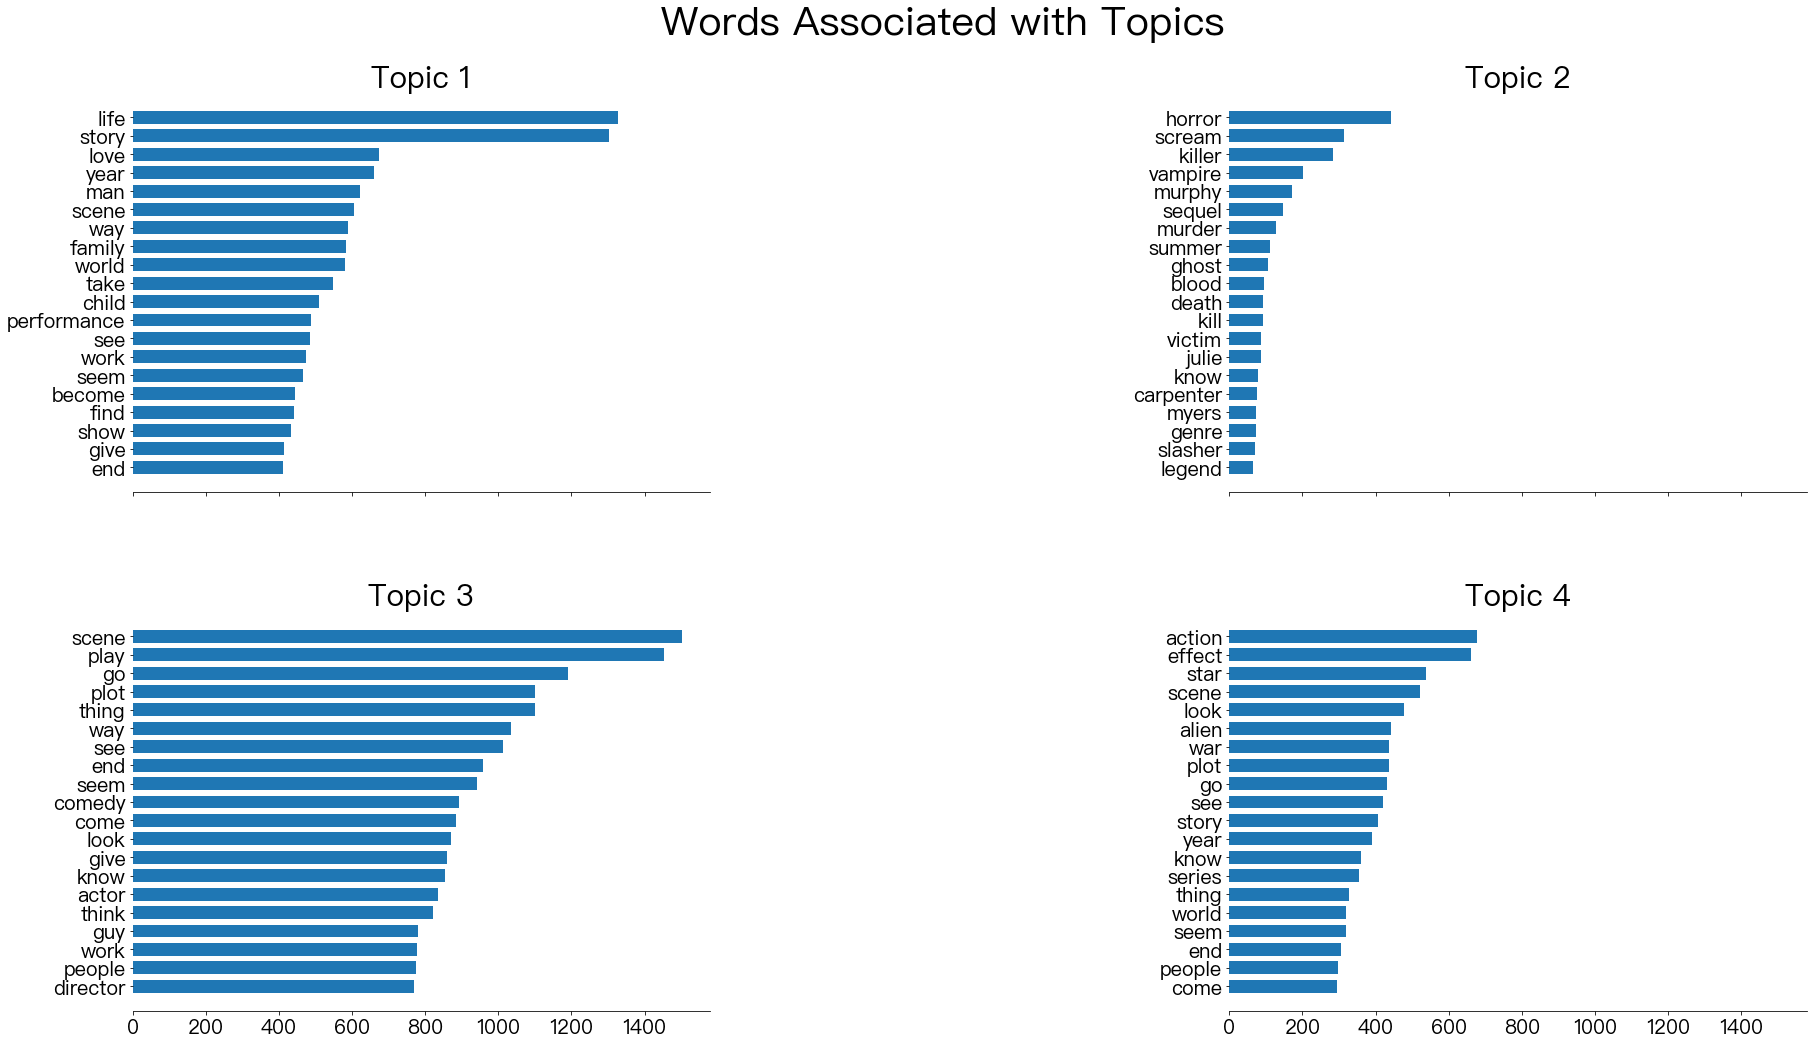 Words Associated with Topics
Topic 1
life
story
love
year
man
scene
way
family
world
take
child
performance
see
work
seem
become
find
show
give
end
Topic 2
horror
scream
killer
vampire
murphy
sequel
murder
summer
ghost
blood
death
kill
victim
julie
know
carpenter
myers
genre
slasher
legend
Topic 3
scene
play
go
plot
thing
way
see
end
seem
comedy
come
look
give
know
actor
think
guy
work
people
director
0 200 400 600 800 1000 1200 1400
Topic 4
action
effect
star
scene
look
alien
war
plot
go
see
story
year
know
series
thing
world
seem
end
people
come
0 200 400 600 800 1000 1200 1400